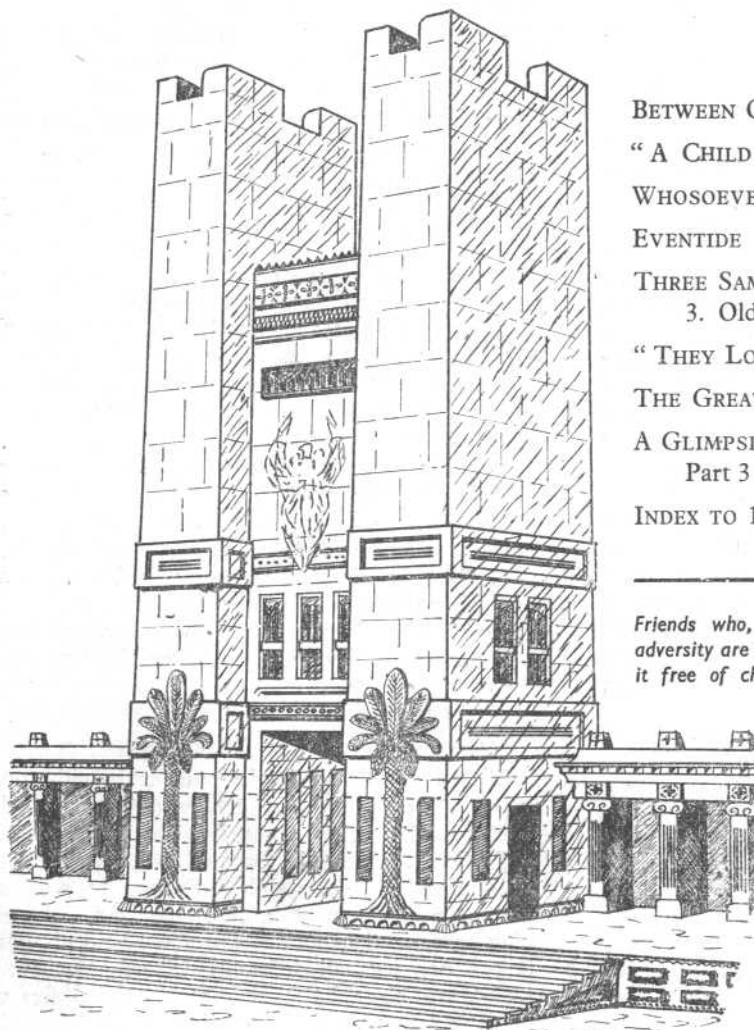 BETWEEN
“ A CHILD
WHOSOEVE
EVENTIDE
THREE SAM
3. Old
“ THEY LO
THE GREAT
A GLIMPSE
Part 3
INDEX TO
Friends who,
adversity are
it free of ch